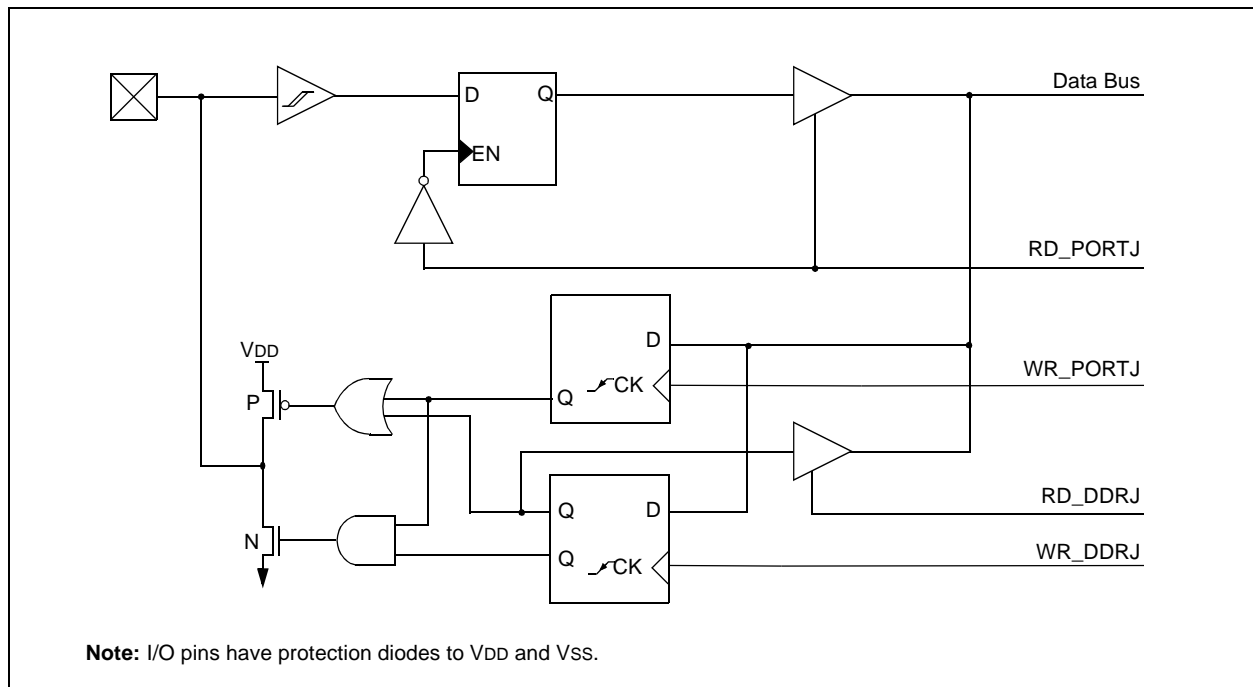 D
Q
Data Bus
EN
RD_PORTJ
D
VDD
WR_PORTJ
CK
Q
P
RD_DDRJ
Q
D
N
WR_DDRJ
Q
CK
Note: I/O pins have protection diodes to VDD and VSS.